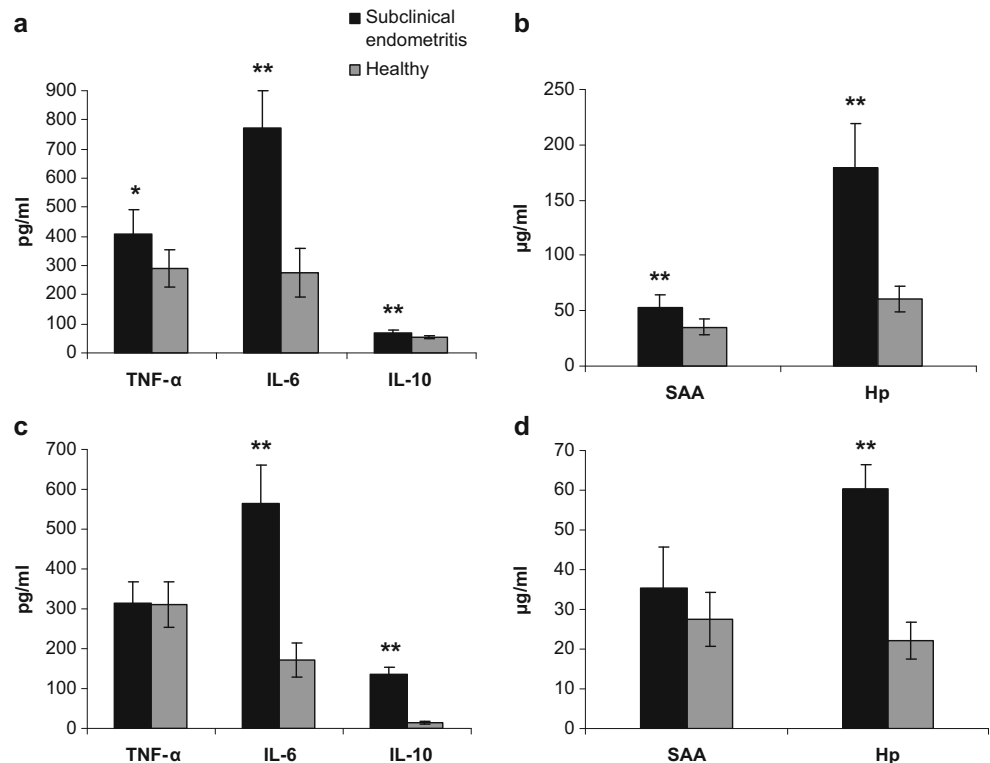 a
Subclinical
endometritis
Healthy
900
800
700
600
500
400
300
200
100
0
pg/ml
*
**
**
TNF-α IL-6 IL-10
b
250
200
150
100
50
0
µg/ml
**
**
SAA Hp
c
700
600
500
400
300
200
100
0
pg/ml
**
**
TNF-α IL-6 IL-10
d
70
60
50
40
30
20
10
0
µg/ml
**
SAA Hp